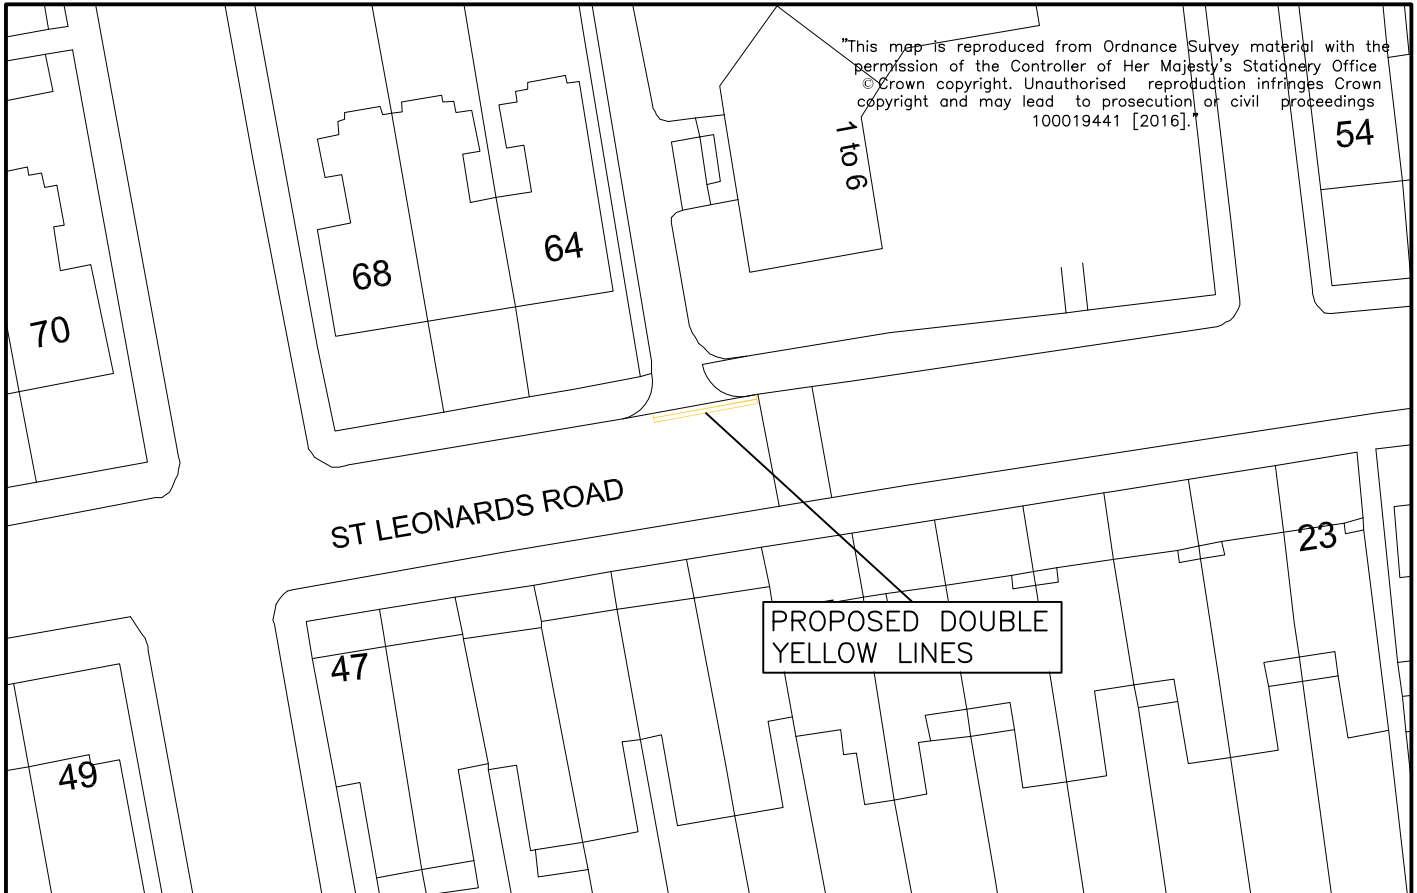 "This map is reproduced from Ordnance Survey material with the
permission of the Controller of Her Majesty's Stationery Office
© Crown copyright. Unauthorised reproduction infringes Crown
copyright and may lead to prosecution or civil proceedings
100019441 [2016]."
54
1 to 6
64
68
70
ST LEONARDS ROAD
23
PROPOSED DOUBLE
YELLOW LINES
47
49